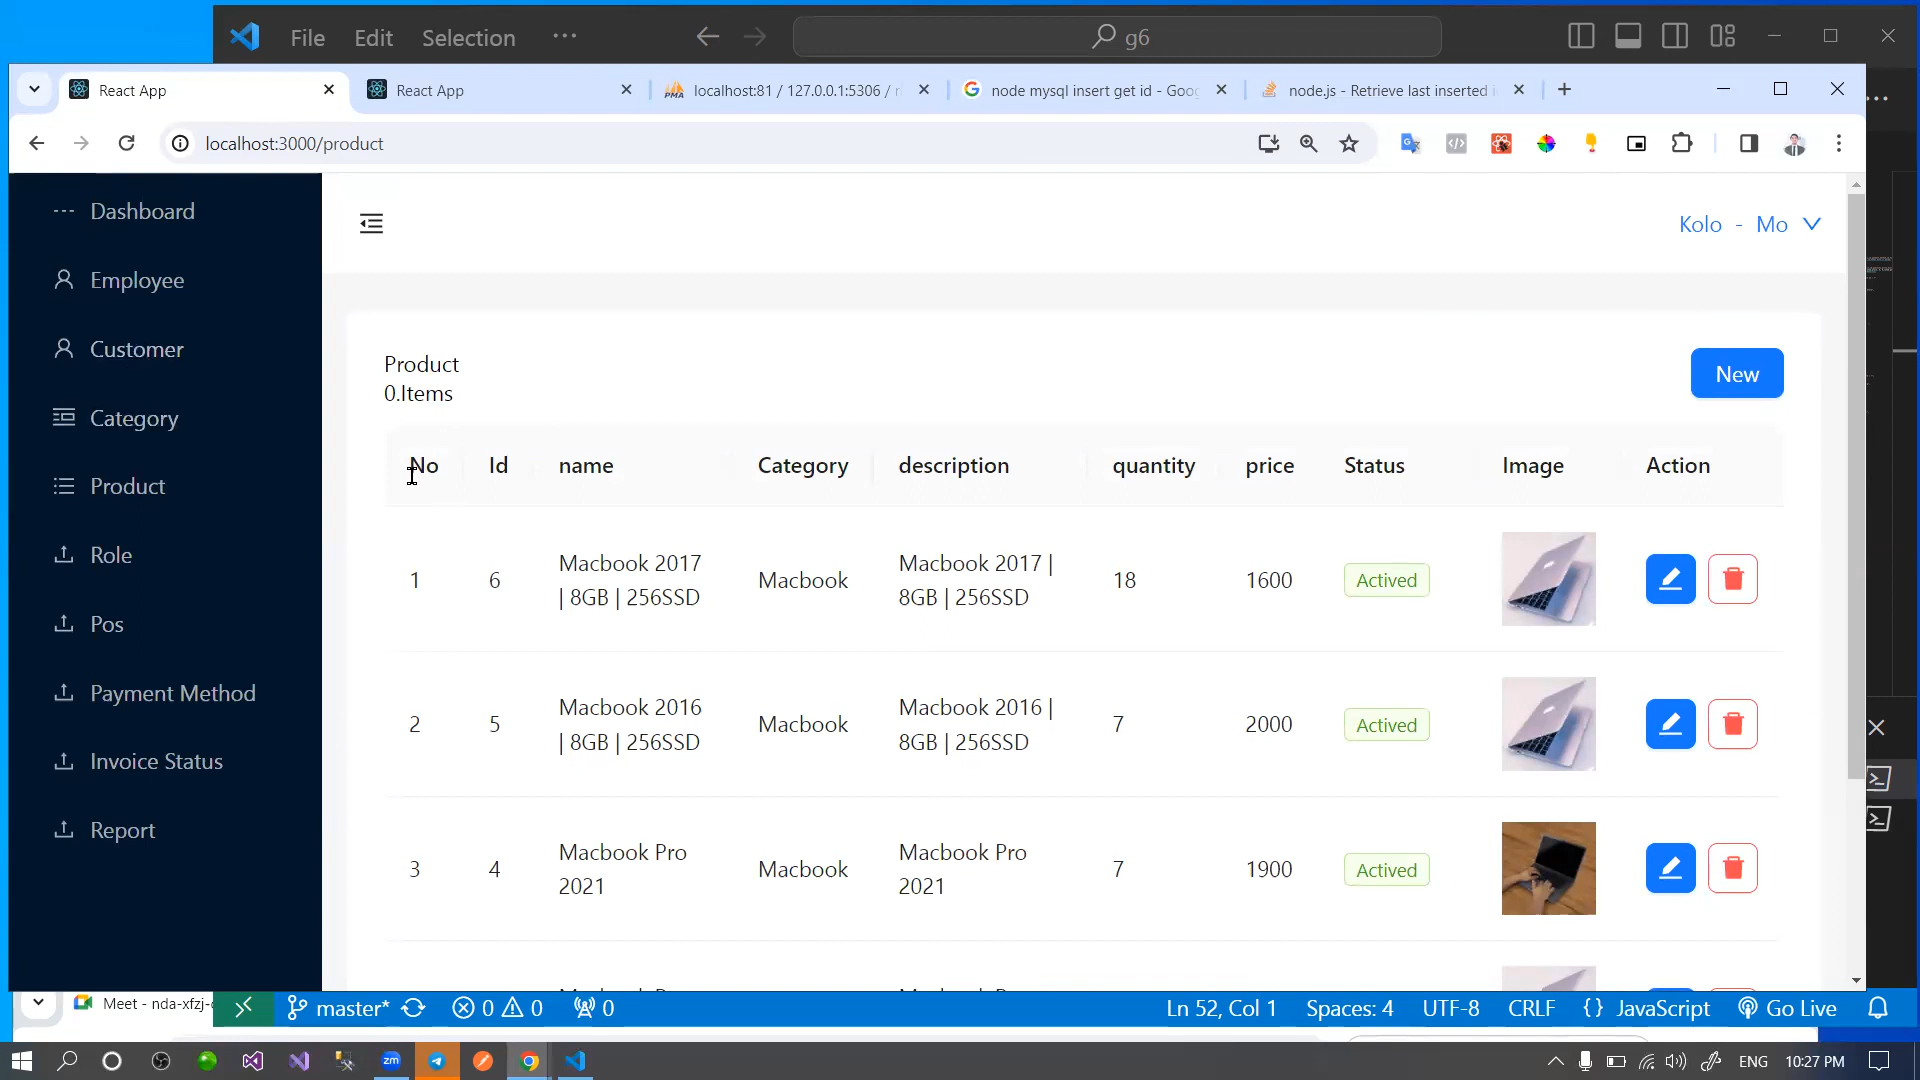 File Edit Selection ··· g6
React App React App localhost:81 / 127.0.0.1:5306 / node mysql insert get id - Goo node.js - Retrieve last inserted
localhost:3000/product
Dashboard
Employee
Customer
Category
Product
Role
Pos
Payment Method
Invoice Status
Report
Kolo - Mo
Product
0.Items
New
No Id name Category description quantity price Status Image Action
1 6 Macbook 2017 | 8GB | 256SSD Macbook Macbook 2017 | 8GB | 256SSD 18 1600 Actived
2 5 Macbook 2016 | 8GB | 256SSD Macbook Macbook 2016 | 8GB | 256SSD 7 2000 Actived
3 4 Macbook Pro 2021 Macbook Macbook Pro 2021 7 1900 Actived
Meet - nda-xfzj- master* 0 0 0 Ln 52, Col 1 Spaces: 4 UTF-8 CRLF {} JavaScript Go Live
zm ENG 10:27 PM